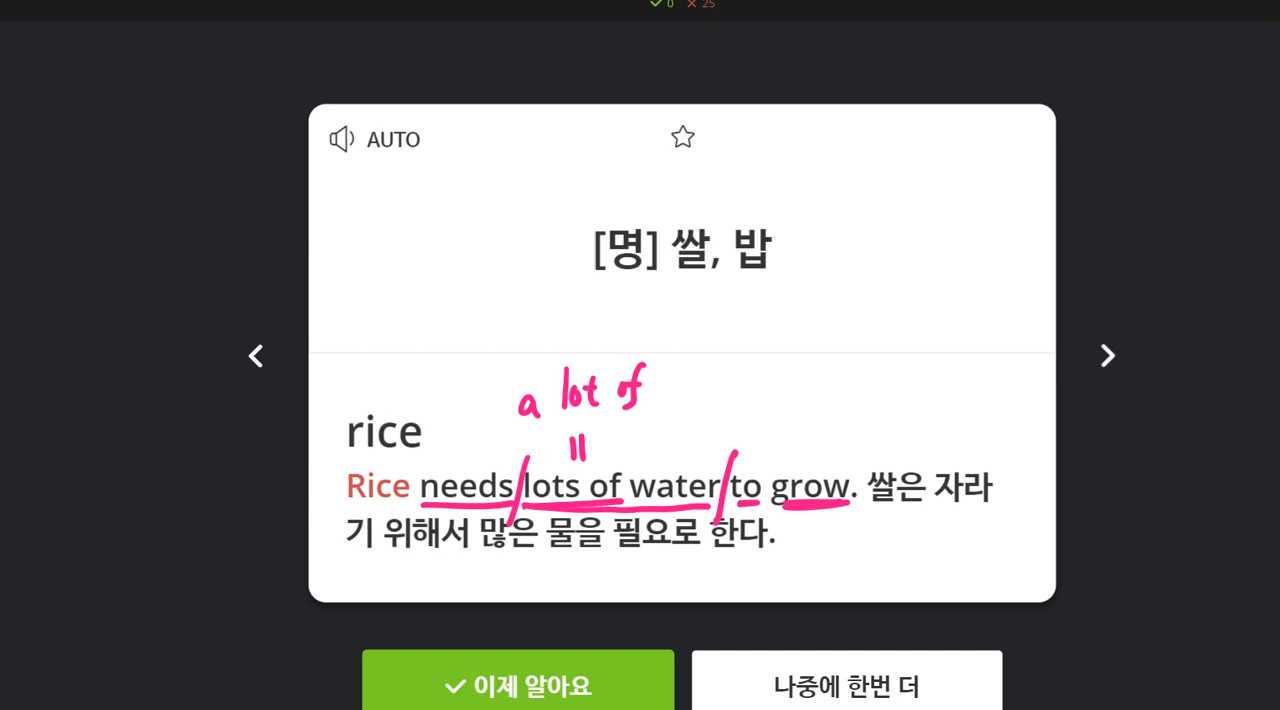 ✓ 0 ✕ 25
AUTO
[명] 쌀, 밥
a lot of
=
rice
Rice needs / lots of water / to grow. 쌀은 자라
기 위해서 많은 물을 필요로 한다.
✓ 이제 알아요
나중에 한번 더